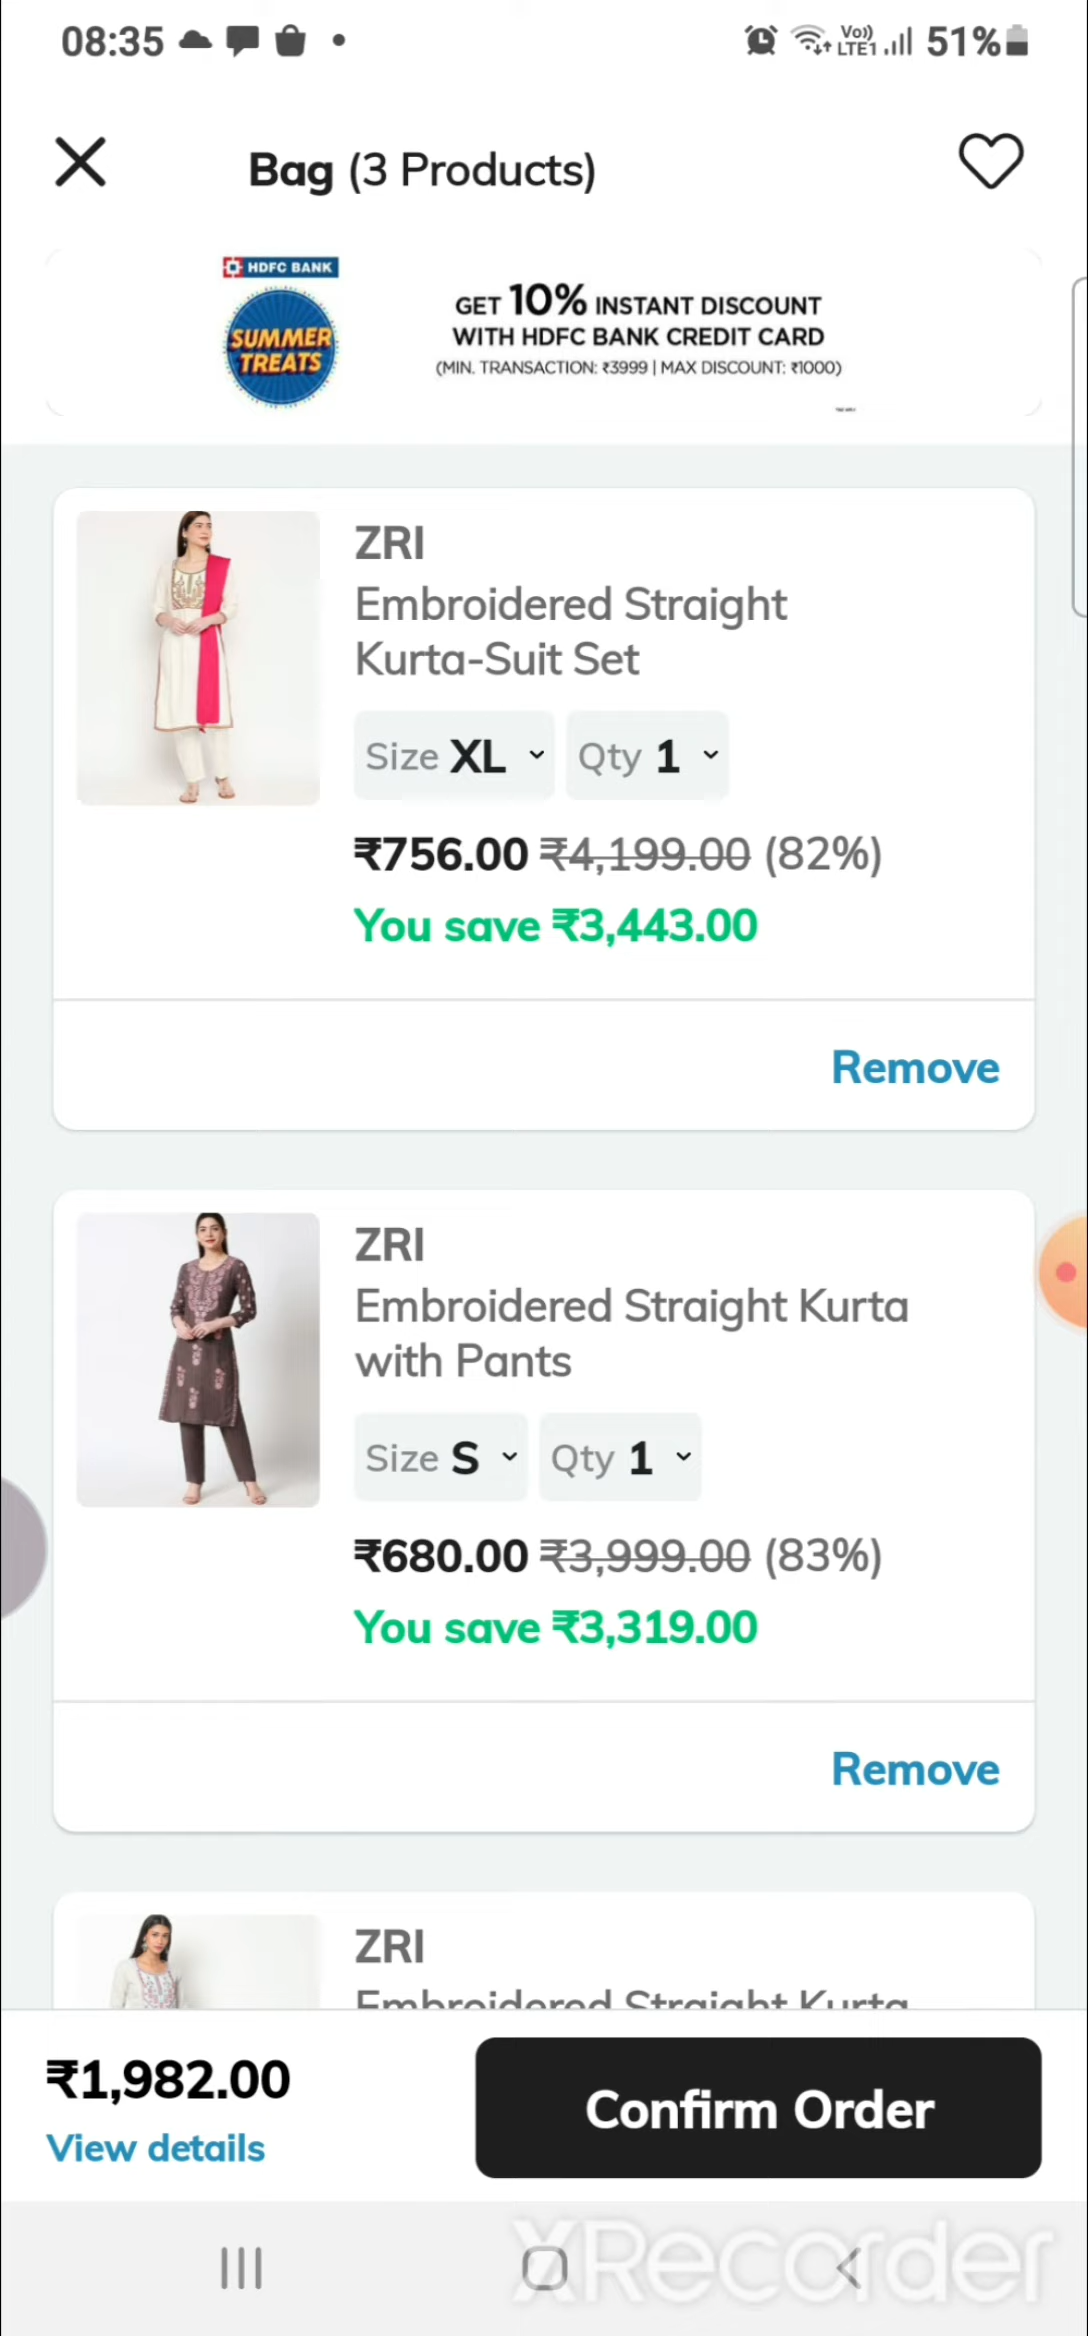 08:35 Vo)) LTE1 51%
Bag (3 Products)
HDFC BANK
SUMMER
TREATS
GET 10% INSTANT DISCOUNT
WITH HDFC BANK CREDIT CARD
(MIN. TRANSACTION: ₹3999 | MAX DISCOUNT: ₹1000)
ZRI
Embroidered Straight
Kurta-Suit Set
Size XL Qty 1
₹756.00 ₹4,199.00 (82%)
You save ₹3,443.00
Remove
ZRI
Embroidered Straight Kurta
with Pants
Size S Qty 1
₹680.00 ₹3,999.00 (83%)
You save ₹3,319.00
Remove
ZRI
Embroidered Straight Kurta
₹1,982.00
View details
Confirm Order
XRecorder